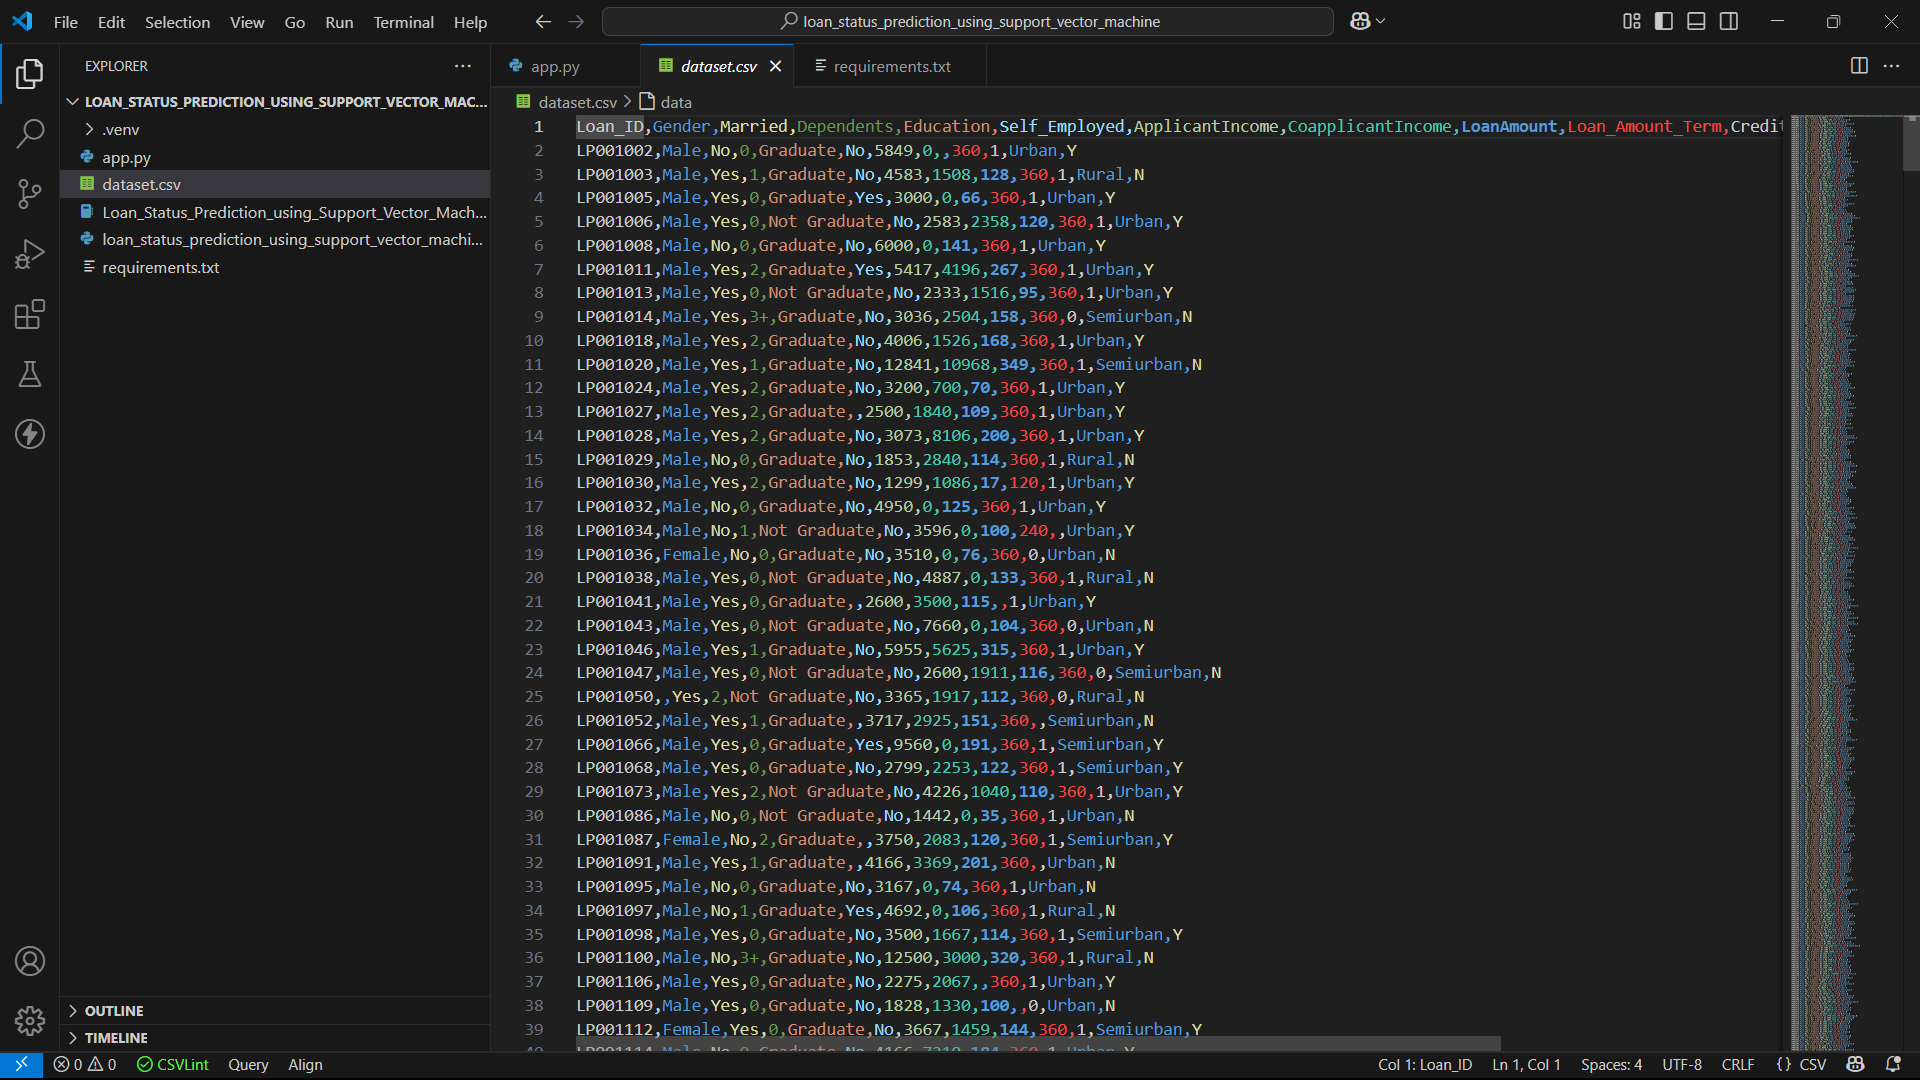 File Edit Selection View Go Run Terminal Help
loan_status_prediction_using_support_vector_machine
EXPLORER
LOAN_STATUS_PREDICTION_USING_SUPPORT_VECTOR_MAC...
.venv
app.py
dataset.csv
Loan_Status_Prediction_using_Support_Vector_Mach...
loan_status_prediction_using_support_vector_machi...
requirements.txt
OUTLINE
TIMELINE
app.py dataset.csv requirements.txt
dataset.csv > data
1 Loan_ID,Gender,Married,Dependents,Education,Self_Employed,ApplicantIncome,CoapplicantIncome,LoanAmount,Loan_Amount_Term,Credit
2 LP001002,Male,No,0,Graduate,No,5849,0,,360,1,Urban,Y
3 LP001003,Male,Yes,1,Graduate,No,4583,1508,128,360,1,Rural,N
4 LP001005,Male,Yes,0,Graduate,Yes,3000,0,66,360,1,Urban,Y
5 LP001006,Male,Yes,0,Not Graduate,No,2583,2358,120,360,1,Urban,Y
6 LP001008,Male,No,0,Graduate,No,6000,0,141,360,1,Urban,Y
7 LP001011,Male,Yes,2,Graduate,Yes,5417,4196,267,360,1,Urban,Y
8 LP001013,Male,Yes,0,Not Graduate,No,2333,1516,95,360,1,Urban,Y
9 LP001014,Male,Yes,3+,Graduate,No,3036,2504,158,360,0,Semiurban,N
10 LP001018,Male,Yes,2,Graduate,No,4006,1526,168,360,1,Urban,Y
11 LP001020,Male,Yes,1,Graduate,No,12841,10968,349,360,1,Semiurban,N
12 LP001024,Male,Yes,2,Graduate,No,3200,700,70,360,1,Urban,Y
13 LP001027,Male,Yes,2,Graduate,,2500,1840,109,360,1,Urban,Y
14 LP001028,Male,Yes,2,Graduate,No,3073,8106,200,360,1,Urban,Y
15 LP001029,Male,No,0,Graduate,No,1853,2840,114,360,1,Rural,N
16 LP001030,Male,Yes,2,Graduate,No,1299,1086,17,120,1,Urban,Y
17 LP001032,Male,No,0,Graduate,No,4950,0,125,360,1,Urban,Y
18 LP001034,Male,No,1,Not Graduate,No,3596,0,100,240,,Urban,Y
19 LP001036,Female,No,0,Graduate,No,3510,0,76,360,0,Urban,N
20 LP001038,Male,Yes,0,Not Graduate,No,4887,0,133,360,1,Rural,N
21 LP001041,Male,Yes,0,Graduate,,2600,3500,115,,1,Urban,Y
22 LP001043,Male,Yes,0,Not Graduate,No,7660,0,104,360,0,Urban,N
23 LP001046,Male,Yes,1,Graduate,No,5955,5625,315,360,1,Urban,Y
24 LP001047,Male,Yes,0,Not Graduate,No,2600,1911,116,360,0,Semiurban,N
25 LP001050,,Yes,2,Not Graduate,No,3365,1917,112,360,0,Rural,N
26 LP001052,Male,Yes,1,Graduate,,3717,2925,151,360,,Semiurban,N
27 LP001066,Male,Yes,0,Graduate,Yes,9560,0,191,360,1,Semiurban,Y
28 LP001068,Male,Yes,0,Graduate,No,2799,2253,122,360,1,Semiurban,Y
29 LP001073,Male,Yes,2,Not Graduate,No,4226,1040,110,360,1,Urban,Y
30 LP001086,Male,No,0,Not Graduate,No,1442,0,35,360,1,Urban,N
31 LP001087,Female,No,2,Graduate,,3750,2083,120,360,1,Semiurban,Y
32 LP001091,Male,Yes,1,Graduate,,4166,3369,201,360,,Urban,N
33 LP001095,Male,No,0,Graduate,No,3167,0,74,360,1,Urban,N
34 LP001097,Male,No,1,Graduate,Yes,4692,0,106,360,1,Rural,N
35 LP001098,Male,Yes,0,Graduate,No,3500,1667,114,360,1,Semiurban,Y
36 LP001100,Male,No,3+,Graduate,No,12500,3000,320,360,1,Rural,N
37 LP001106,Male,Yes,0,Graduate,No,2275,2067,,360,1,Urban,Y
38 LP001109,Male,Yes,0,Graduate,No,1828,1330,100,,0,Urban,N
39 LP001112,Female,Yes,0,Graduate,No,3667,1459,144,360,1,Semiurban,Y
40 LP001114,Male,No,0,Graduate,No,4166,7210,184,360,1,Urban,Y
0 0 CSVLint Query Align Col 1: Loan_ID Ln 1, Col 1 Spaces: 4 UTF-8 CRLF {} CSV